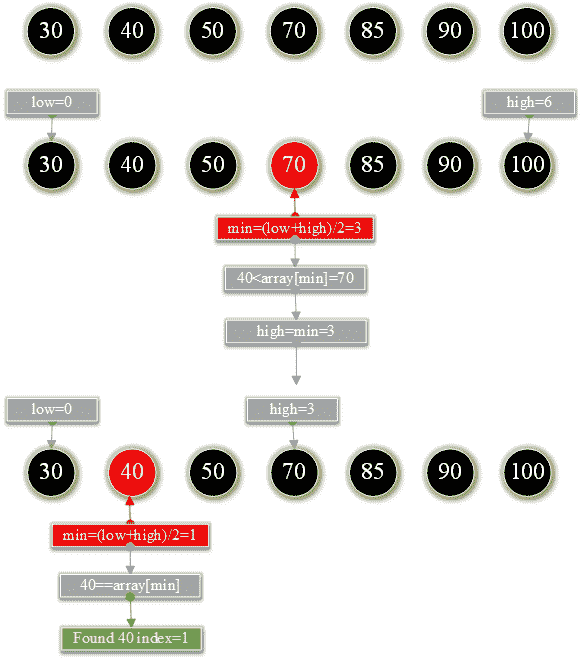 30 40 50 70 85 90 100
low=0 high=6
30 40 50 70 85 90 100
min=(low+high)/2=3
40<array[min]=70
high=min=3
low=0 high=3
30 40 50 70 85 90 100
min=(low+high)/2=1
40==array[min]
Found 40 index=1